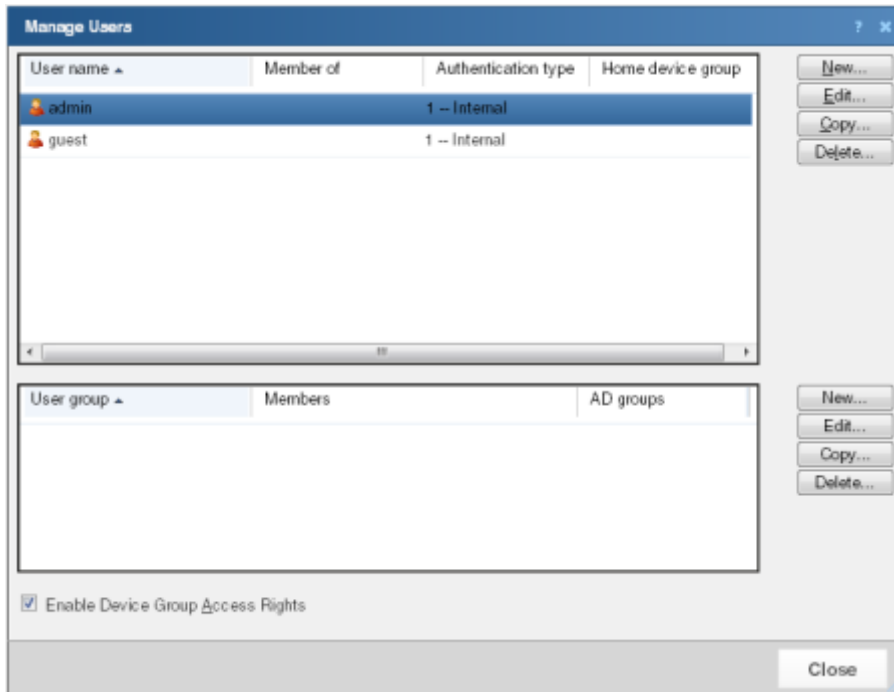 Manage Users ? ×
User name Member of Authentication type Home device group
admin 1 -- Internal
guest 1 -- Internal
New...
Edit...
Copy...
Delete...
User group Members AD groups
New...
Edit...
Copy...
Delete...
Enable Device Group Access Rights
Close